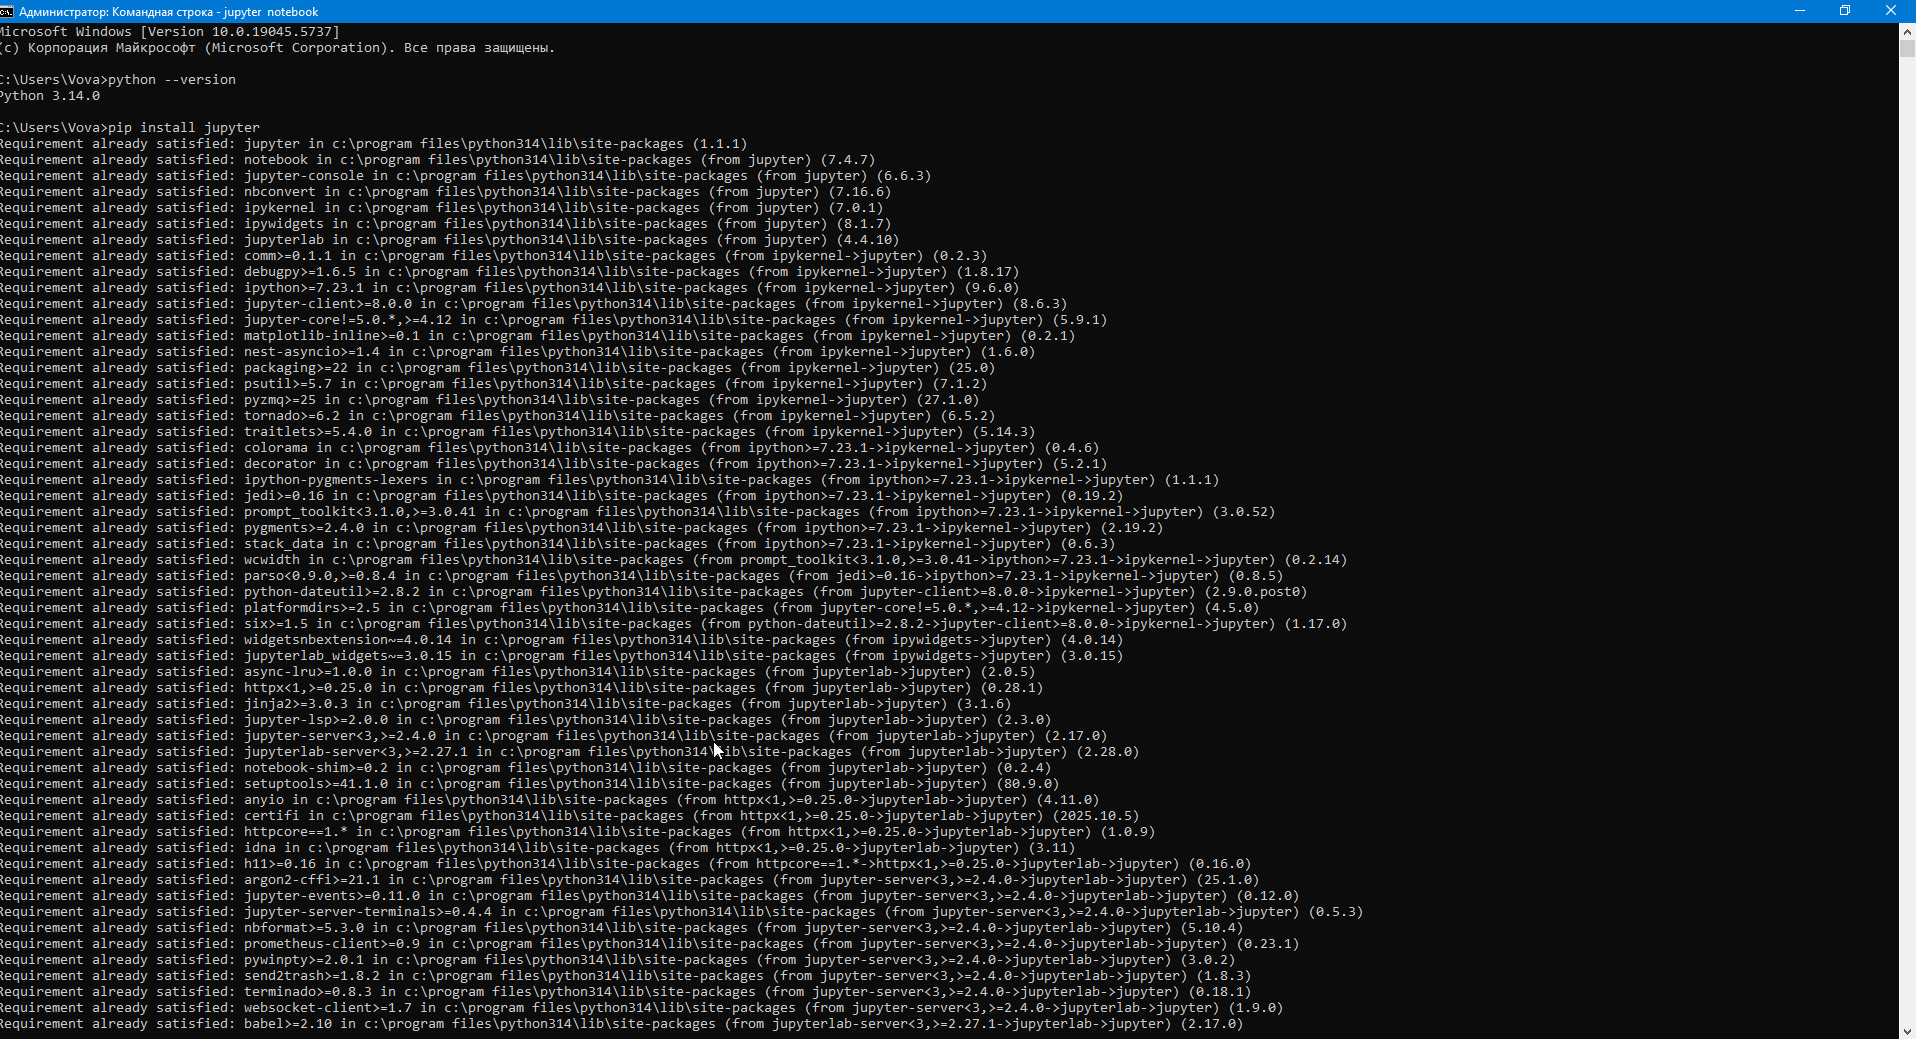 Администратор: Командная строка - jupyter notebook
Microsoft Windows [Version 10.0.19045.5737]
(c) Корпорация Майкрософт (Microsoft Corporation). Все права защищены.
C:\Users\Vova>python --version
Python 3.14.0
C:\Users\Vova>pip install jupyter
Requirement already satisfied: jupyter in c:\program files\python314\lib\site-packages (1.1.1)
Requirement already satisfied: notebook in c:\program files\python314\lib\site-packages (from jupyter) (7.4.7)
Requirement already satisfied: jupyter-console in c:\program files\python314\lib\site-packages (from jupyter) (6.6.3)
Requirement already satisfied: nbconvert in c:\program files\python314\lib\site-packages (from jupyter) (7.16.6)
Requirement already satisfied: ipykernel in c:\program files\python314\lib\site-packages (from jupyter) (7.0.1)
Requirement already satisfied: ipywidgets in c:\program files\python314\lib\site-packages (from jupyter) (8.1.7)
Requirement already satisfied: jupyterlab in c:\program files\python314\lib\site-packages (from jupyter) (4.4.10)
Requirement already satisfied: comm>=0.1.1 in c:\program files\python314\lib\site-packages (from ipykernel->jupyter) (0.2.3)
Requirement already satisfied: debugpy>=1.6.5 in c:\program files\python314\lib\site-packages (from ipykernel->jupyter) (1.8.17)
Requirement already satisfied: ipython>=7.23.1 in c:\program files\python314\lib\site-packages (from ipykernel->jupyter) (9.6.0)
Requirement already satisfied: jupyter-client>=8.0.0 in c:\program files\python314\lib\site-packages (from ipykernel->jupyter) (8.6.3)
Requirement already satisfied: jupyter-core!=5.0.*,>=4.12 in c:\program files\python314\lib\site-packages (from ipykernel->jupyter) (5.9.1)
Requirement already satisfied: matplotlib-inline>=0.1 in c:\program files\python314\lib\site-packages (from ipykernel->jupyter) (0.2.1)
Requirement already satisfied: nest-asyncio>=1.4 in c:\program files\python314\lib\site-packages (from ipykernel->jupyter) (1.6.0)
Requirement already satisfied: packaging>=22 in c:\program files\python314\lib\site-packages (from ipykernel->jupyter) (25.0)
Requirement already satisfied: psutil>=5.7 in c:\program files\python314\lib\site-packages (from ipykernel->jupyter) (7.1.2)
Requirement already satisfied: pyzmq>=25 in c:\program files\python314\lib\site-packages (from ipykernel->jupyter) (27.1.0)
Requirement already satisfied: tornado>=6.2 in c:\program files\python314\lib\site-packages (from ipykernel->jupyter) (6.5.2)
Requirement already satisfied: traitlets>=5.4.0 in c:\program files\python314\lib\site-packages (from ipykernel->jupyter) (5.14.3)
Requirement already satisfied: colorama in c:\program files\python314\lib\site-packages (from ipython>=7.23.1->ipykernel->jupyter) (0.4.6)
Requirement already satisfied: decorator in c:\program files\python314\lib\site-packages (from ipython>=7.23.1->ipykernel->jupyter) (5.2.1)
Requirement already satisfied: ipython-pygments-lexers in c:\program files\python314\lib\site-packages (from ipython>=7.23.1->ipykernel->jupyter) (1.1.1)
Requirement already satisfied: jedi>=0.16 in c:\program files\python314\lib\site-packages (from ipython>=7.23.1->ipykernel->jupyter) (0.19.2)
Requirement already satisfied: prompt_toolkit<3.1.0,>=3.0.41 in c:\program files\python314\lib\site-packages (from ipython>=7.23.1->ipykernel->jupyter) (3.0.52)
Requirement already satisfied: pygments>=2.4.0 in c:\program files\python314\lib\site-packages (from ipython>=7.23.1->ipykernel->jupyter) (2.19.2)
Requirement already satisfied: stack_data in c:\program files\python314\lib\site-packages (from ipython>=7.23.1->ipykernel->jupyter) (0.6.3)
Requirement already satisfied: wcwidth in c:\program files\python314\lib\site-packages (from prompt_toolkit<3.1.0,>=3.0.41->ipython>=7.23.1->ipykernel->jupyter) (0.2.14)
Requirement already satisfied: parso<0.9.0,>=0.8.4 in c:\program files\python314\lib\site-packages (from jedi>=0.16->ipython>=7.23.1->ipykernel->jupyter) (0.8.5)
Requirement already satisfied: python-dateutil>=2.8.2 in c:\program files\python314\lib\site-packages (from jupyter-client>=8.0.0->ipykernel->jupyter) (2.9.0.post0)
Requirement already satisfied: platformdirs>=2.5 in c:\program files\python314\lib\site-packages (from jupyter-core!=5.0.*,>=4.12->ipykernel->jupyter) (4.5.0)
Requirement already satisfied: six>=1.5 in c:\program files\python314\lib\site-packages (from python-dateutil>=2.8.2->jupyter-client>=8.0.0->ipykernel->jupyter) (1.17.0)
Requirement already satisfied: widgetsnbextension~=4.0.14 in c:\program files\python314\lib\site-packages (from ipywidgets->jupyter) (4.0.14)
Requirement already satisfied: jupyterlab_widgets~=3.0.15 in c:\program files\python314\lib\site-packages (from ipywidgets->jupyter) (3.0.15)
Requirement already satisfied: async-lru>=1.0.0 in c:\program files\python314\lib\site-packages (from jupyterlab->jupyter) (2.0.5)
Requirement already satisfied: httpx<1,>=0.25.0 in c:\program files\python314\lib\site-packages (from jupyterlab->jupyter) (0.28.1)
Requirement already satisfied: jinja2>=3.0.3 in c:\program files\python314\lib\site-packages (from jupyterlab->jupyter) (3.1.6)
Requirement already satisfied: jupyter-lsp>=2.0.0 in c:\program files\python314\lib\site-packages (from jupyterlab->jupyter) (2.3.0)
Requirement already satisfied: jupyter-server<3,>=2.4.0 in c:\program files\python314\lib\site-packages (from jupyterlab->jupyter) (2.17.0)
Requirement already satisfied: jupyterlab-server<3,>=2.27.1 in c:\program files\python314\lib\site-packages (from jupyterlab->jupyter) (2.28.0)
Requirement already satisfied: notebook-shim>=0.2 in c:\program files\python314\lib\site-packages (from jupyterlab->jupyter) (0.2.4)
Requirement already satisfied: setuptools>=41.1.0 in c:\program files\python314\lib\site-packages (from jupyterlab->jupyter) (80.9.0)
Requirement already satisfied: anyio in c:\program files\python314\lib\site-packages (from httpx<1,>=0.25.0->jupyterlab->jupyter) (4.11.0)
Requirement already satisfied: certifi in c:\program files\python314\lib\site-packages (from httpx<1,>=0.25.0->jupyterlab->jupyter) (2025.10.5)
Requirement already satisfied: httpcore==1.* in c:\program files\python314\lib\site-packages (from httpx<1,>=0.25.0->jupyterlab->jupyter) (1.0.9)
Requirement already satisfied: idna in c:\program files\python314\lib\site-packages (from httpx<1,>=0.25.0->jupyterlab->jupyter) (3.11)
Requirement already satisfied: h11>=0.16 in c:\program files\python314\lib\site-packages (from httpcore==1.*->httpx<1,>=0.25.0->jupyterlab->jupyter) (0.16.0)
Requirement already satisfied: argon2-cffi>=21.1 in c:\program files\python314\lib\site-packages (from jupyter-server<3,>=2.4.0->jupyterlab->jupyter) (25.1.0)
Requirement already satisfied: jupyter-events>=0.11.0 in c:\program files\python314\lib\site-packages (from jupyter-server<3,>=2.4.0->jupyterlab->jupyter) (0.12.0)
Requirement already satisfied: jupyter-server-terminals>=0.4.4 in c:\program files\python314\lib\site-packages (from jupyter-server<3,>=2.4.0->jupyterlab->jupyter) (0.5.3)
Requirement already satisfied: nbformat>=5.3.0 in c:\program files\python314\lib\site-packages (from jupyter-server<3,>=2.4.0->jupyterlab->jupyter) (5.10.4)
Requirement already satisfied: prometheus-client>=0.9 in c:\program files\python314\lib\site-packages (from jupyter-server<3,>=2.4.0->jupyterlab->jupyter) (0.23.1)
Requirement already satisfied: pywinpty>=2.0.1 in c:\program files\python314\lib\site-packages (from jupyter-server<3,>=2.4.0->jupyterlab->jupyter) (3.0.2)
Requirement already satisfied: send2trash>=1.8.2 in c:\program files\python314\lib\site-packages (from jupyter-server<3,>=2.4.0->jupyterlab->jupyter) (1.8.3)
Requirement already satisfied: terminado>=0.8.3 in c:\program files\python314\lib\site-packages (from jupyter-server<3,>=2.4.0->jupyterlab->jupyter) (0.18.1)
Requirement already satisfied: websocket-client>=1.7 in c:\program files\python314\lib\site-packages (from jupyter-server<3,>=2.4.0->jupyterlab->jupyter) (1.9.0)
Requirement already satisfied: babel>=2.10 in c:\program files\python314\lib\site-packages (from jupyterlab-server<3,>=2.27.1->jupyterlab->jupyter) (2.17.0)